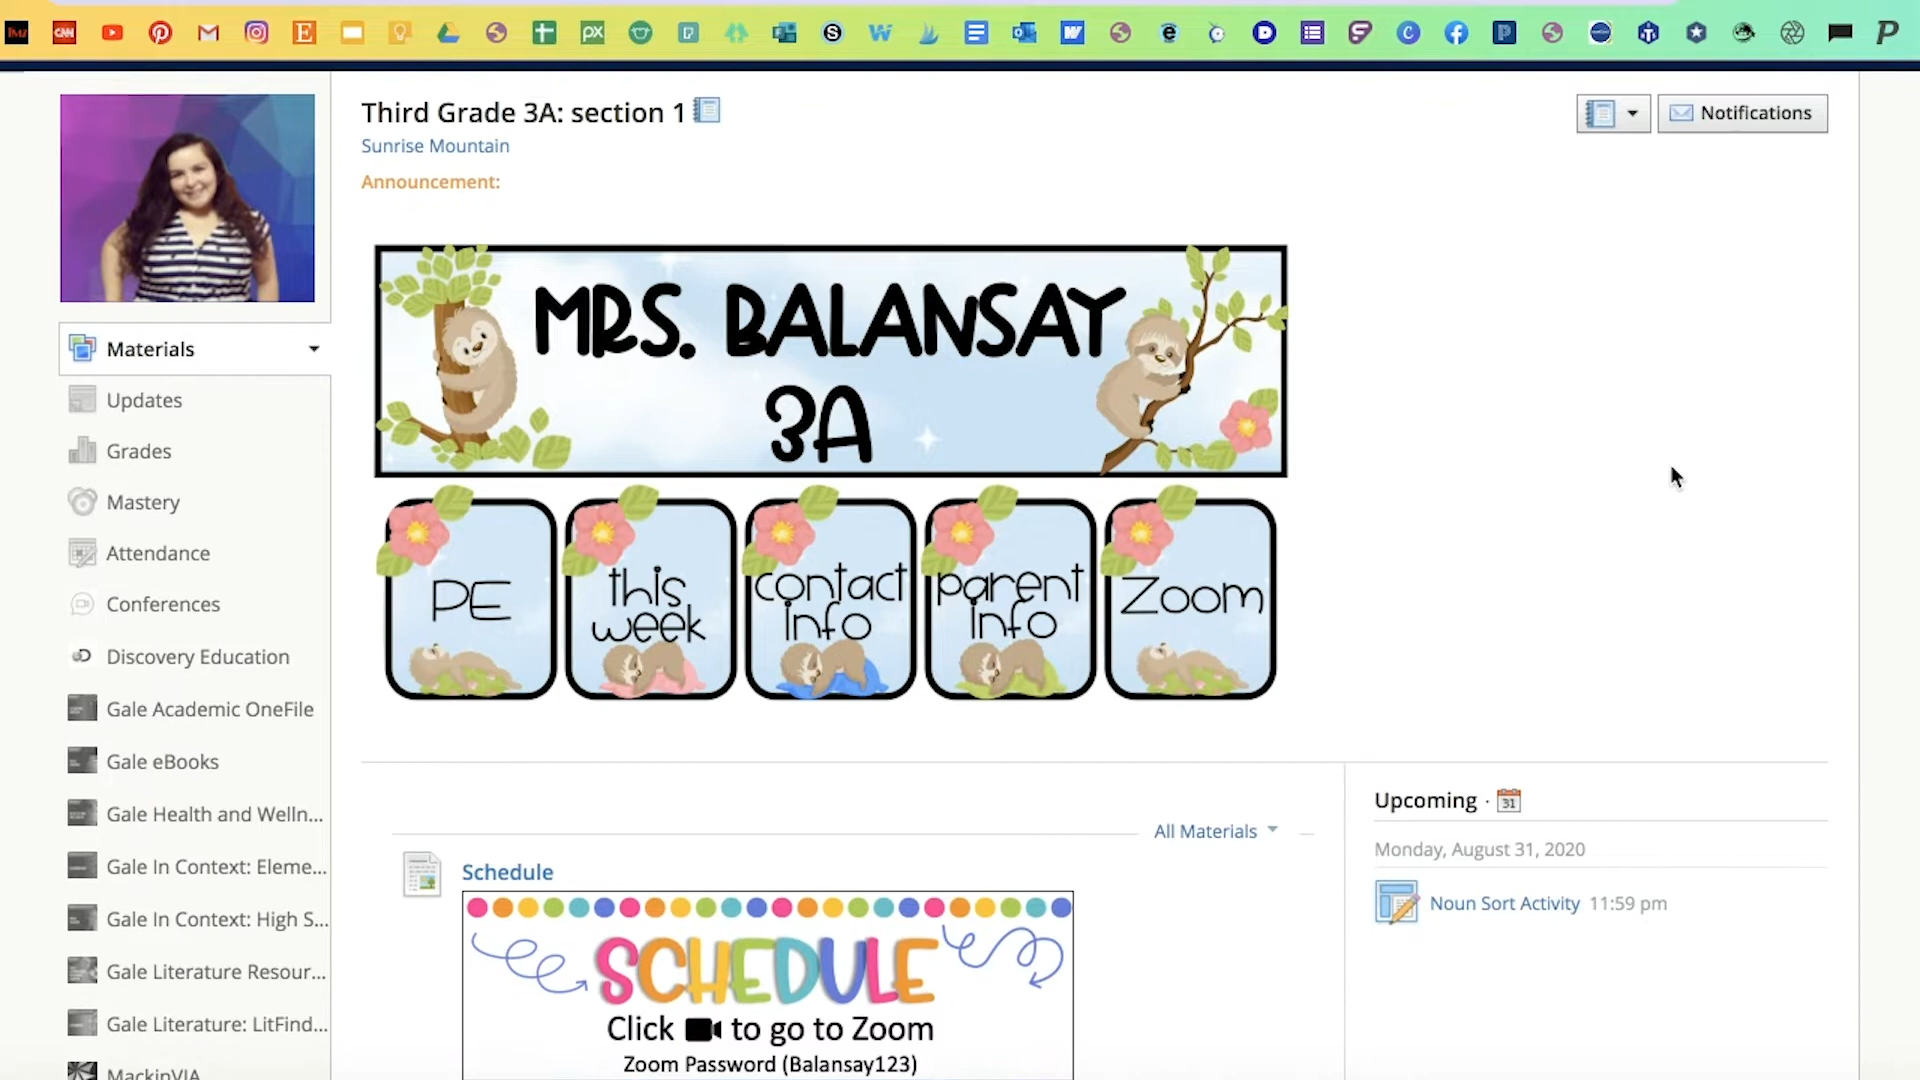 TMZ
CNN
Third Grade 3A: section 1
Sunrise Mountain
Announcement:
Notifications
MRS. BALANSAY
3A
PE
this
week
contact
info
parent
info
Zoom
Materials
Updates
Grades
Mastery
Attendance
Conferences
Discovery Education
Gale Academic OneFile
Gale eBooks
Gale Health and Welln...
Gale In Context: Eleme...
Gale In Context: High S...
Gale Literature Resour...
Gale Literature: LitFind...
MackinVIA
All Materials
Schedule
SCHEDULE
Click to go to Zoom
Zoom Password (Balansay123)
Upcoming · 31
Monday, August 31, 2020
Noun Sort Activity 11:59 pm